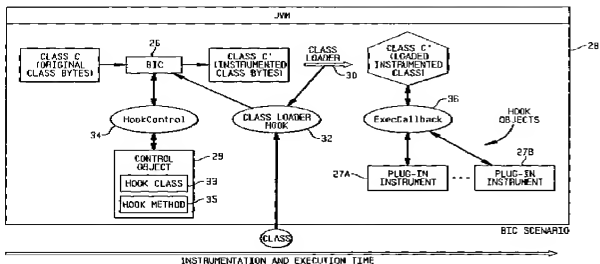 JVM
CLASS C
(ORIGINAL
CLASS BYTES)
26
BIC
CLASS C'
(INSTRUMENTED
CLASS BYTES)
CLASS
LOADER
30
CLASS C'
(LOADED
INSTRUMENTED
CLASS)
28
34
HookControl
CLASS LOADER
HOOK
32
36
ExecCallback
HOOK
OBJECTS
CONTROL
OBJECT
29
HOOK CLASS
33
HOOK METHOD
35
27A
PLUG-IN
INSTRUMENT
27B
PLUG-IN
INSTRUMENT
BIC SCENARIO
CLASS
INSTRUMENTATION AND EXECUTION TIME